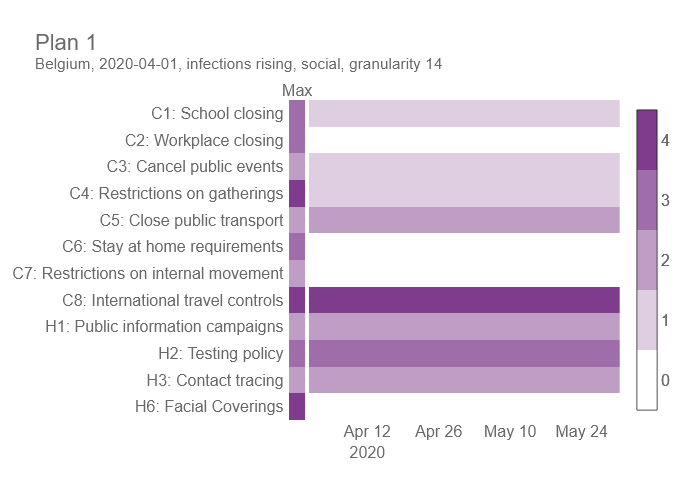 Plan 1
Belgium, 2020-04-01, infections rising, social, granularity 14
Max
C1: School closing
C2: Workplace closing
C3: Cancel public events
C4: Restrictions on gatherings
C5: Close public transport
C6: Stay at home requirements
C7: Restrictions on internal movement
C8: International travel controls
H1: Public information campaigns
H2: Testing policy
H3: Contact tracing
H6: Facial Coverings
4
3
2
1
0
Apr 12 Apr 26 May 10 May 24
2020